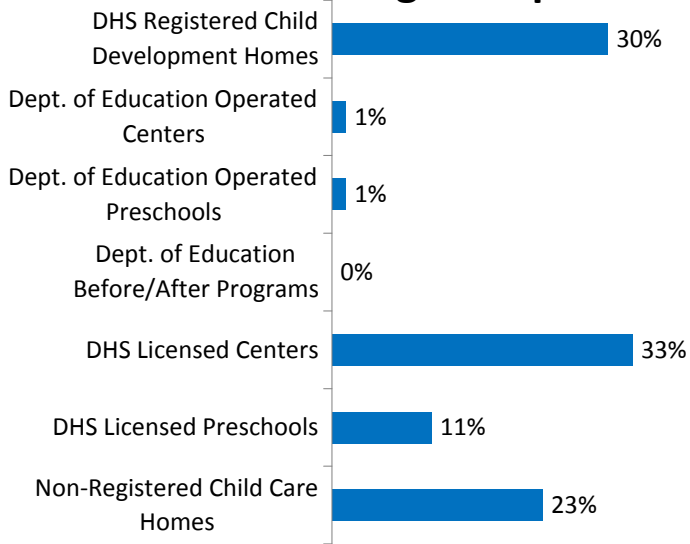 DHS Registered Child
Development Homes
30%
Dept. of Education Operated
Centers
1%
Dept. of Education Operated
Preschools
1%
Dept. of Education
Before/After Programs
0%
DHS Licensed Centers
33%
DHS Licensed Preschools
11%
Non-Registered Child Care
Homes
23%